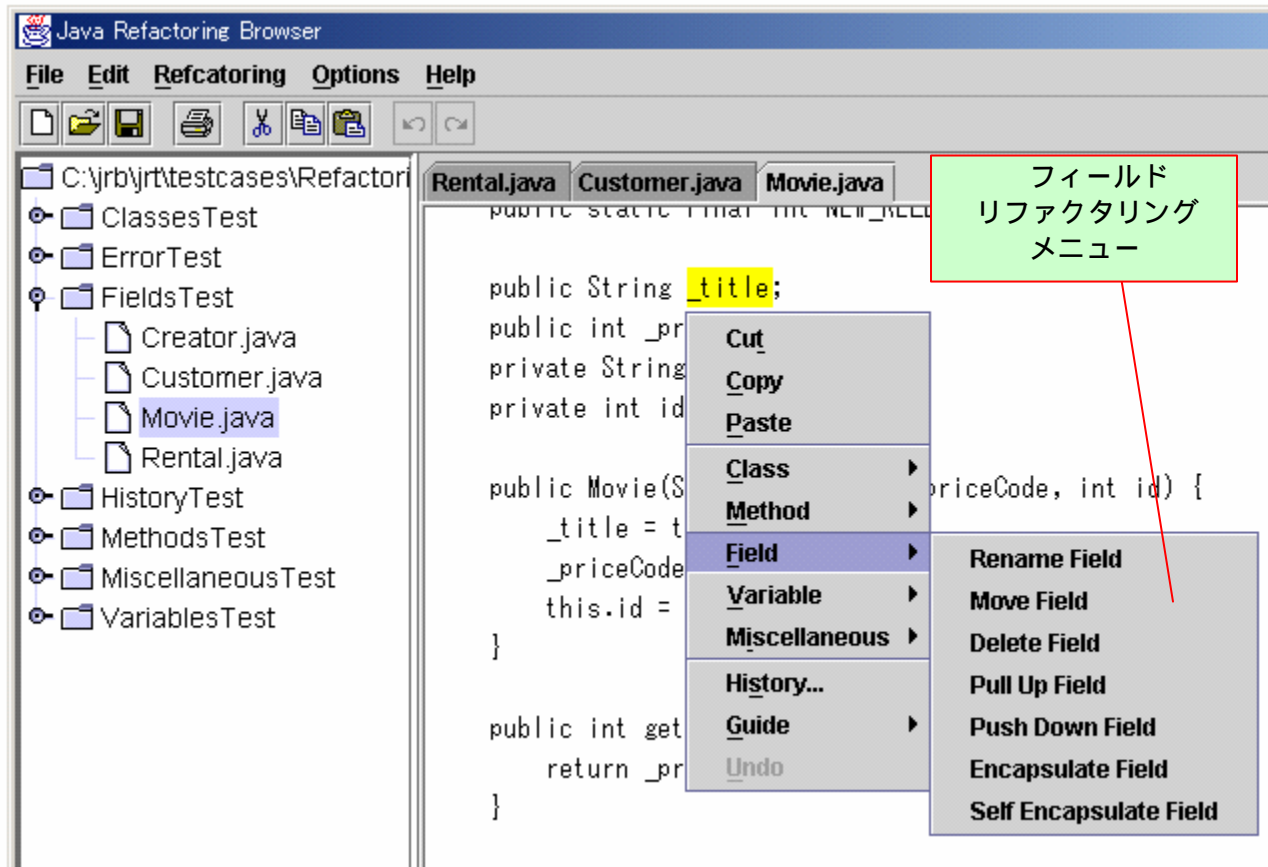 Java Refactoring Browser
File Edit Refcatoring Options Help
C:\jrb\jrt\testcases\Refactori
ClassesTest
ErrorTest
FieldsTest
Creator.java
Customer.java
Movie.java
Rental.java
HistoryTest
MethodsTest
MiscellaneousTest
VariablesTest
Rental.java Customer.java Movie.java
public static final int NEW_RELE
public String _title;
public int _pr
private String
private int id
public Movie(S priceCode, int id) {
_title = t
_priceCode
this.id =
}
public int get
return _pr
}
Cut
Copy
Paste
Class
Method
Field
Variable
Miscellaneous
History...
Guide
Undo
Rename Field
Move Field
Delete Field
Pull Up Field
Push Down Field
Encapsulate Field
Self Encapsulate Field
フィールド
リファクタリング
メニュー